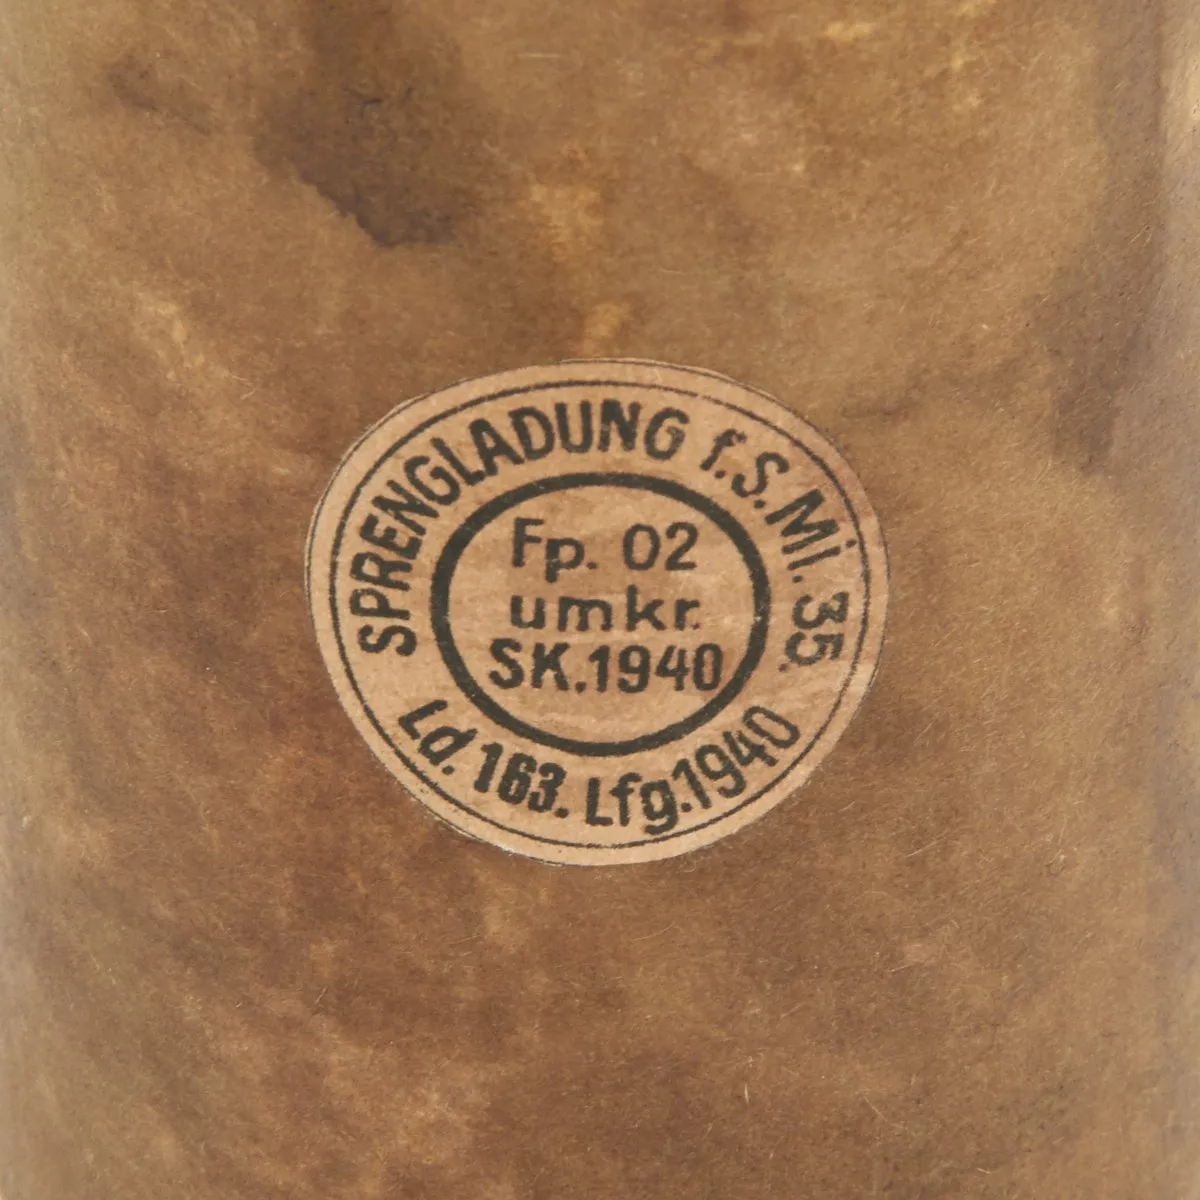 SPRENGLADUNG f.S.Mi. 35.
Fp. 02
umkr.
SK.1940
Ld. 163. Lfg.1940